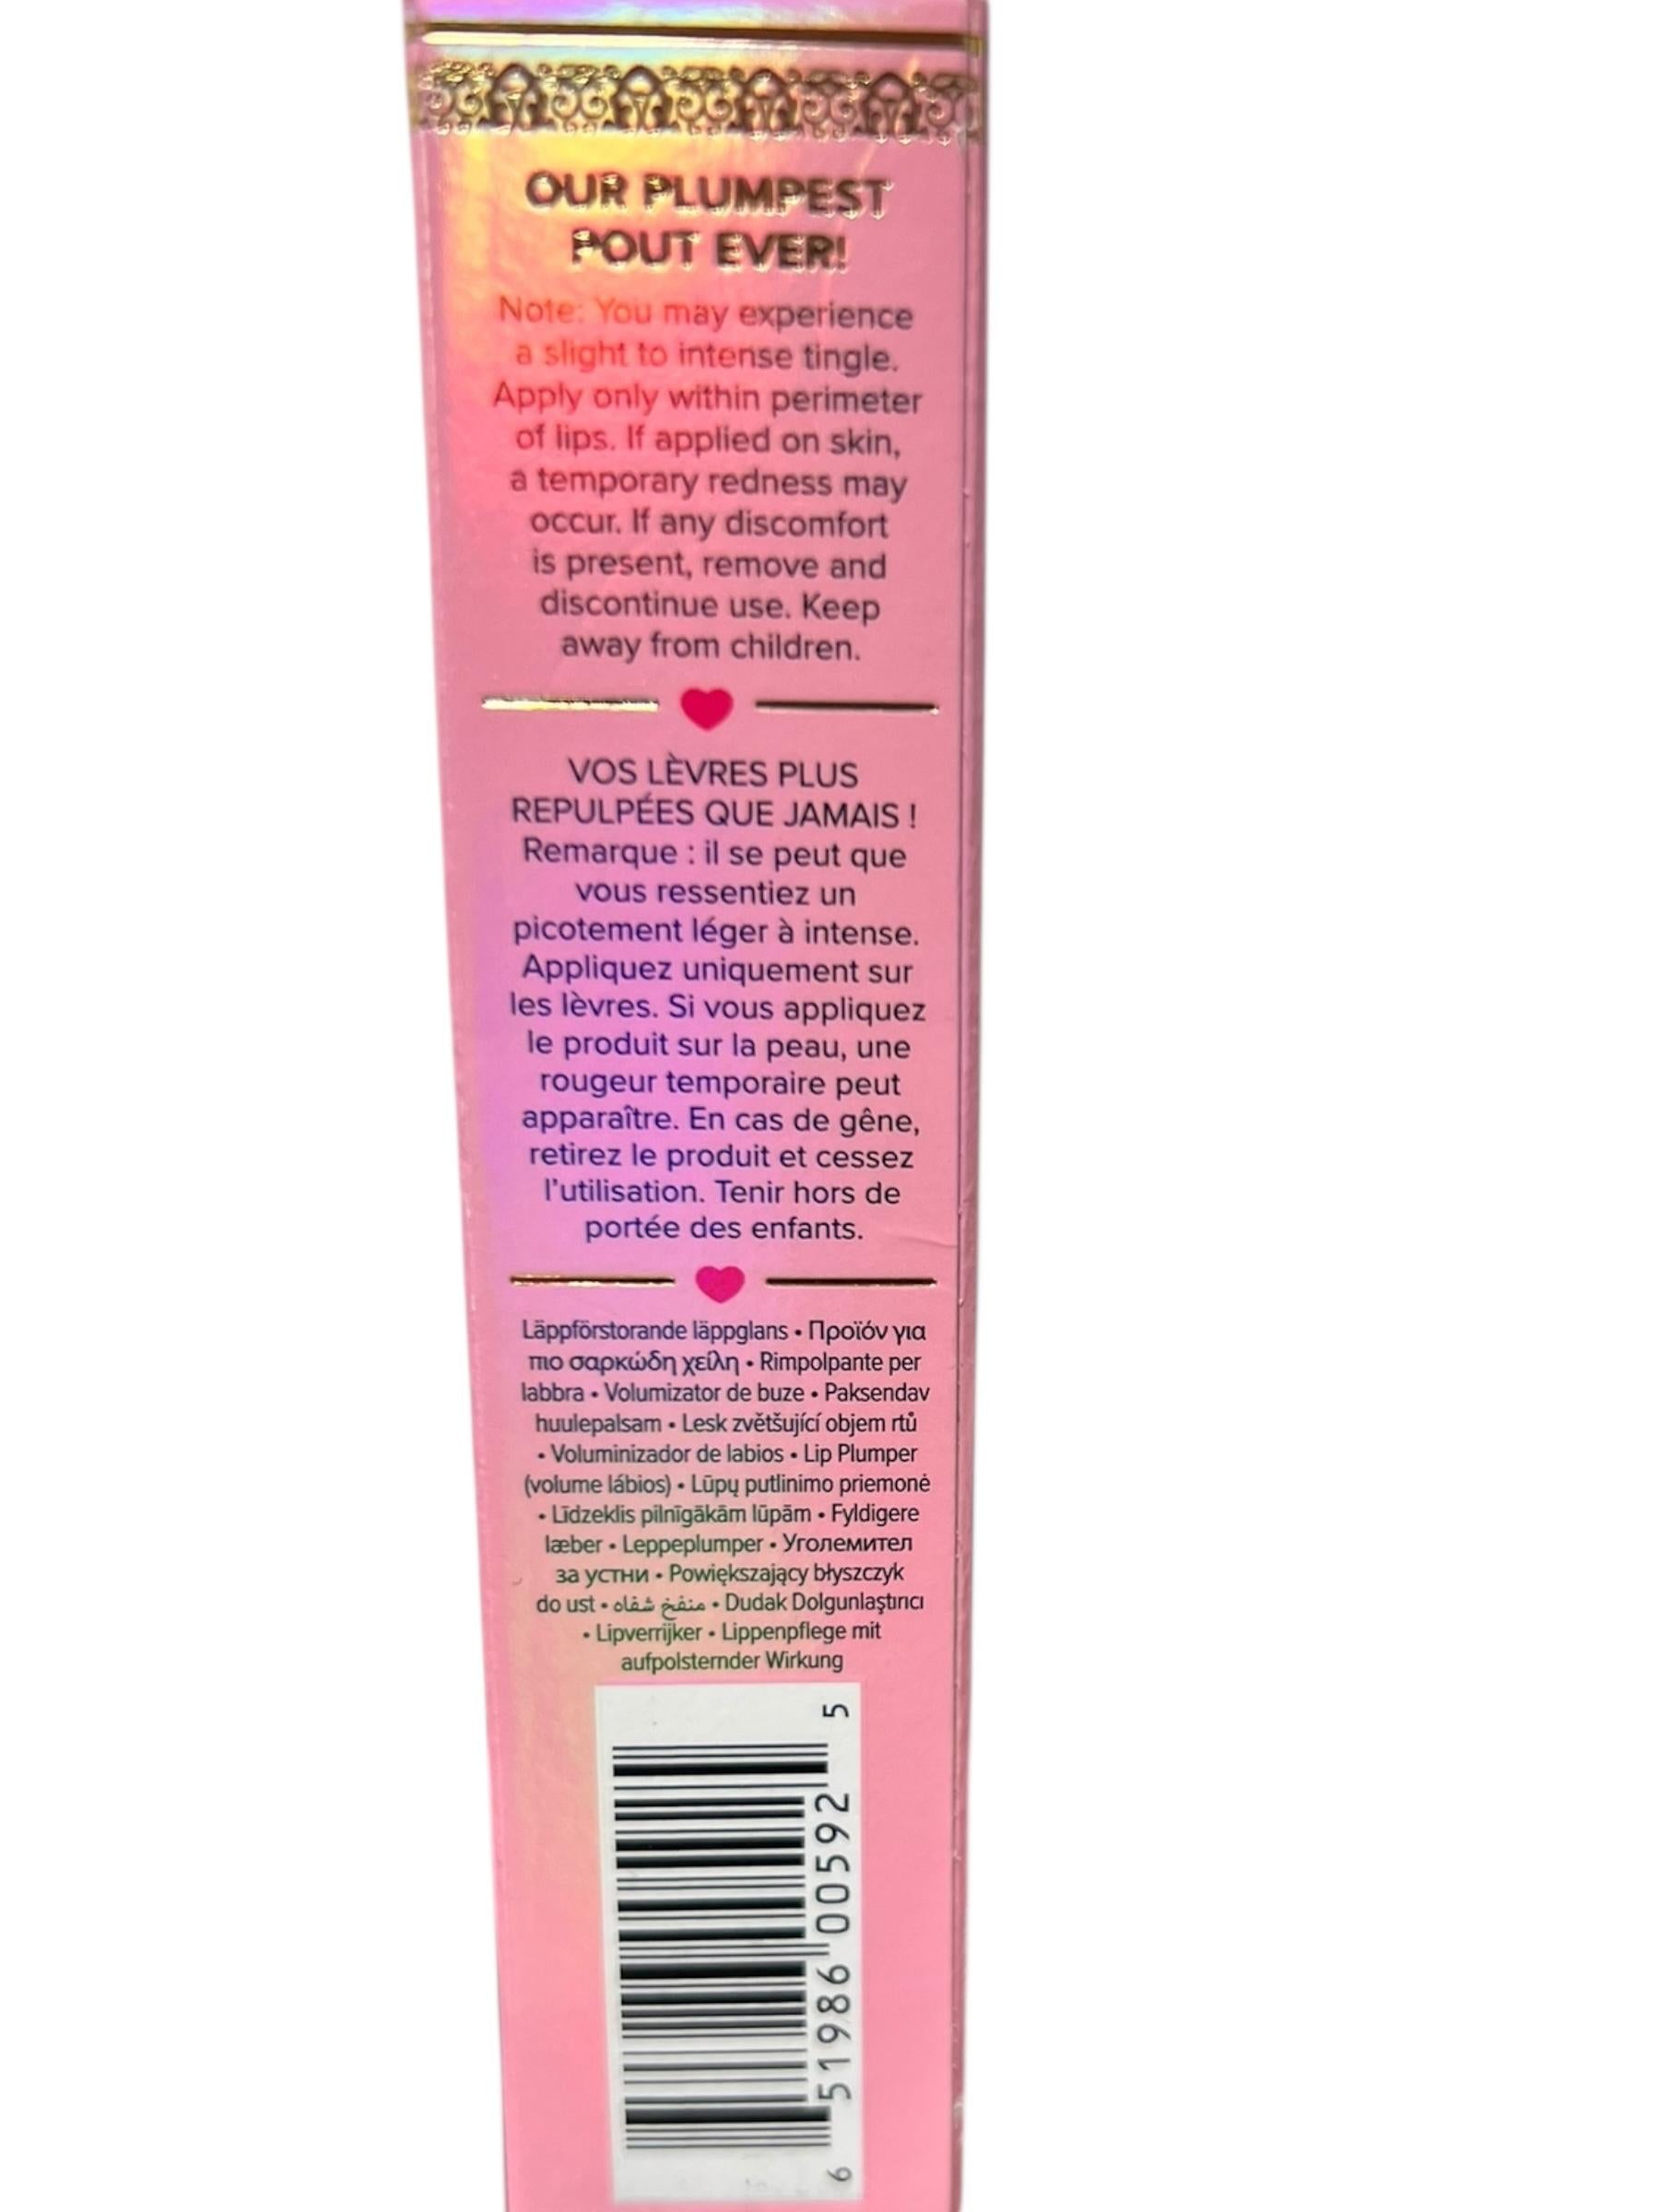 OUR PLUMPEST
POUT EVER!
Note: You may experience
a slight to intense tingle.
Apply only within perimeter
of lips. If applied on skin,
a temporary redness may
occur. If any discomfort
is present, remove and
discontinue use. Keep
away from children.
VOS LÈVRES PLUS
REPULPÉES QUE JAMAIS !
Remarque : il se peut que
vous ressentiez un
picotement léger à intense.
Appliquez uniquement sur
les lèvres. Si vous appliquez
le produit sur la peau, une
rougeur temporaire peut
apparaître. En cas de gêne,
retirez le produit et cessez
l'utilisation. Tenir hors de
portée des enfants.
Läppförstorande läppglans • Προϊόν για
πιο σαρκώδη χείλη • Rimpolpante per
labbra • Volumizator de buze • Paksendav
huulepalsam • Lesk zvětšující objem rtů
• Voluminizador de labios • Lip Plumper
(volume lábios) • Lūpų putlinimo priemonė
• Līdzeklis pilnīgākām lūpām • Fyldigere
læber • Leppeplumper • Уголемител
за устни • Powiększający błyszczyk
do ust • منفخ شفاه • Dudak Dolgunlaştırıcı
• Lipverrijker • Lippenpflege mit
aufpolsternder Wirkung
6 51986 00592 5